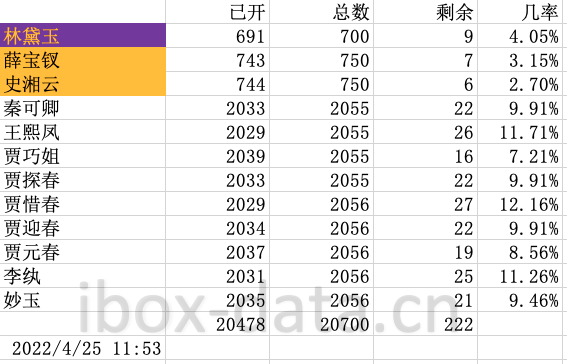 已开 总数 剩余 几率
林黛玉 691 700 9 4.05%
薛宝钗 743 750 7 3.15%
史湘云 744 750 6 2.70%
秦可卿 2033 2055 22 9.91%
王熙凤 2029 2055 26 11.71%
贾巧姐 2039 2055 16 7.21%
贾探春 2033 2055 22 9.91%
贾惜春 2029 2056 27 12.16%
贾迎春 2034 2056 22 9.91%
贾元春 2037 2056 19 8.56%
李纨 2031 2056 25 11.26%
妙玉 2035 2056 21 9.46%
20478 20700 222
2022/4/25 11:53
ibox-data.cn